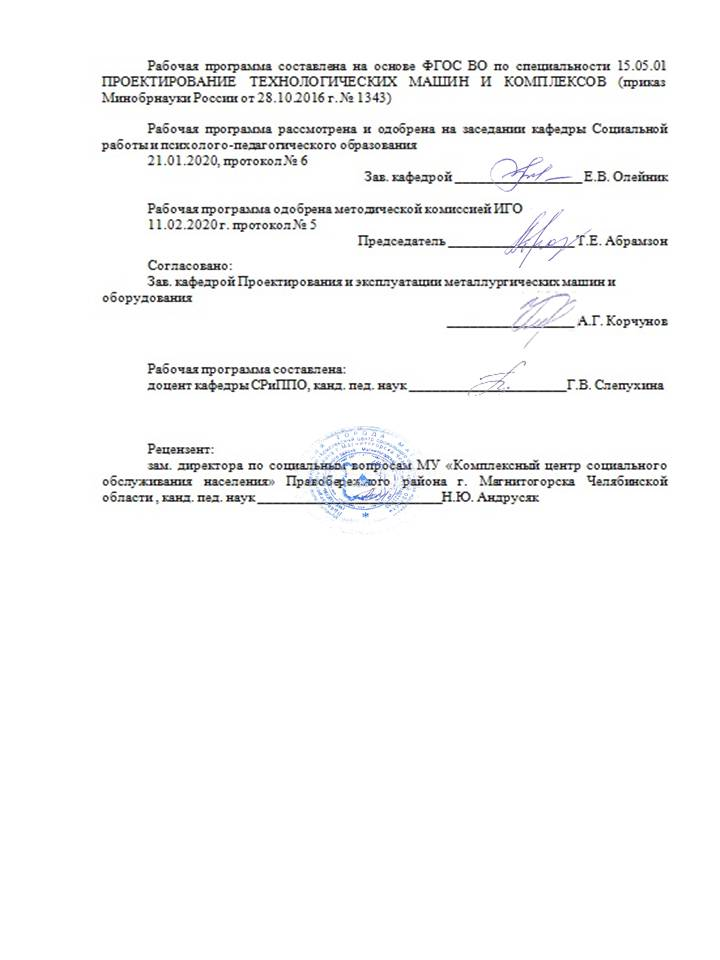 Рабочая программа составлена на основе ФГОС ВО по специальности 15.05.01
ПРОЕКТИРОВАНИЕ ТЕХНОЛОГИЧЕСКИХ МАШИН И КОМПЛЕКСОВ (приказ
Минобрнауки России от 28.10.2016 г. № 1343)
Рабочая программа рассмотрена и одобрена на заседании кафедры Социальной
работы и психолого-педагогического образования
21.01.2020, протокол № 6
Зав. кафедрой ___________________ Е.В. Олейник
Рабочая программа одобрена методической комиссией ИГО
11.02.2020 г. протокол № 5
Председатель ___________________ Т.Е. Абрамзон
Согласовано:
Зав. кафедрой Проектирования и эксплуатации металлургических машин и
оборудования
___________________ А.Г. Корчунов
Рабочая программа составлена:
доцент кафедры СРиППО, канд. пед. наук _______________________ Г.В. Слепухина
Рецензент:
зам. директора по социальным вопросам МУ «Комплексный центр социального
обслуживания населения» Правобережного района г. Магнитогорска Челябинской
области , канд. пед. наук ___________________________Н.Ю. Андрусяк